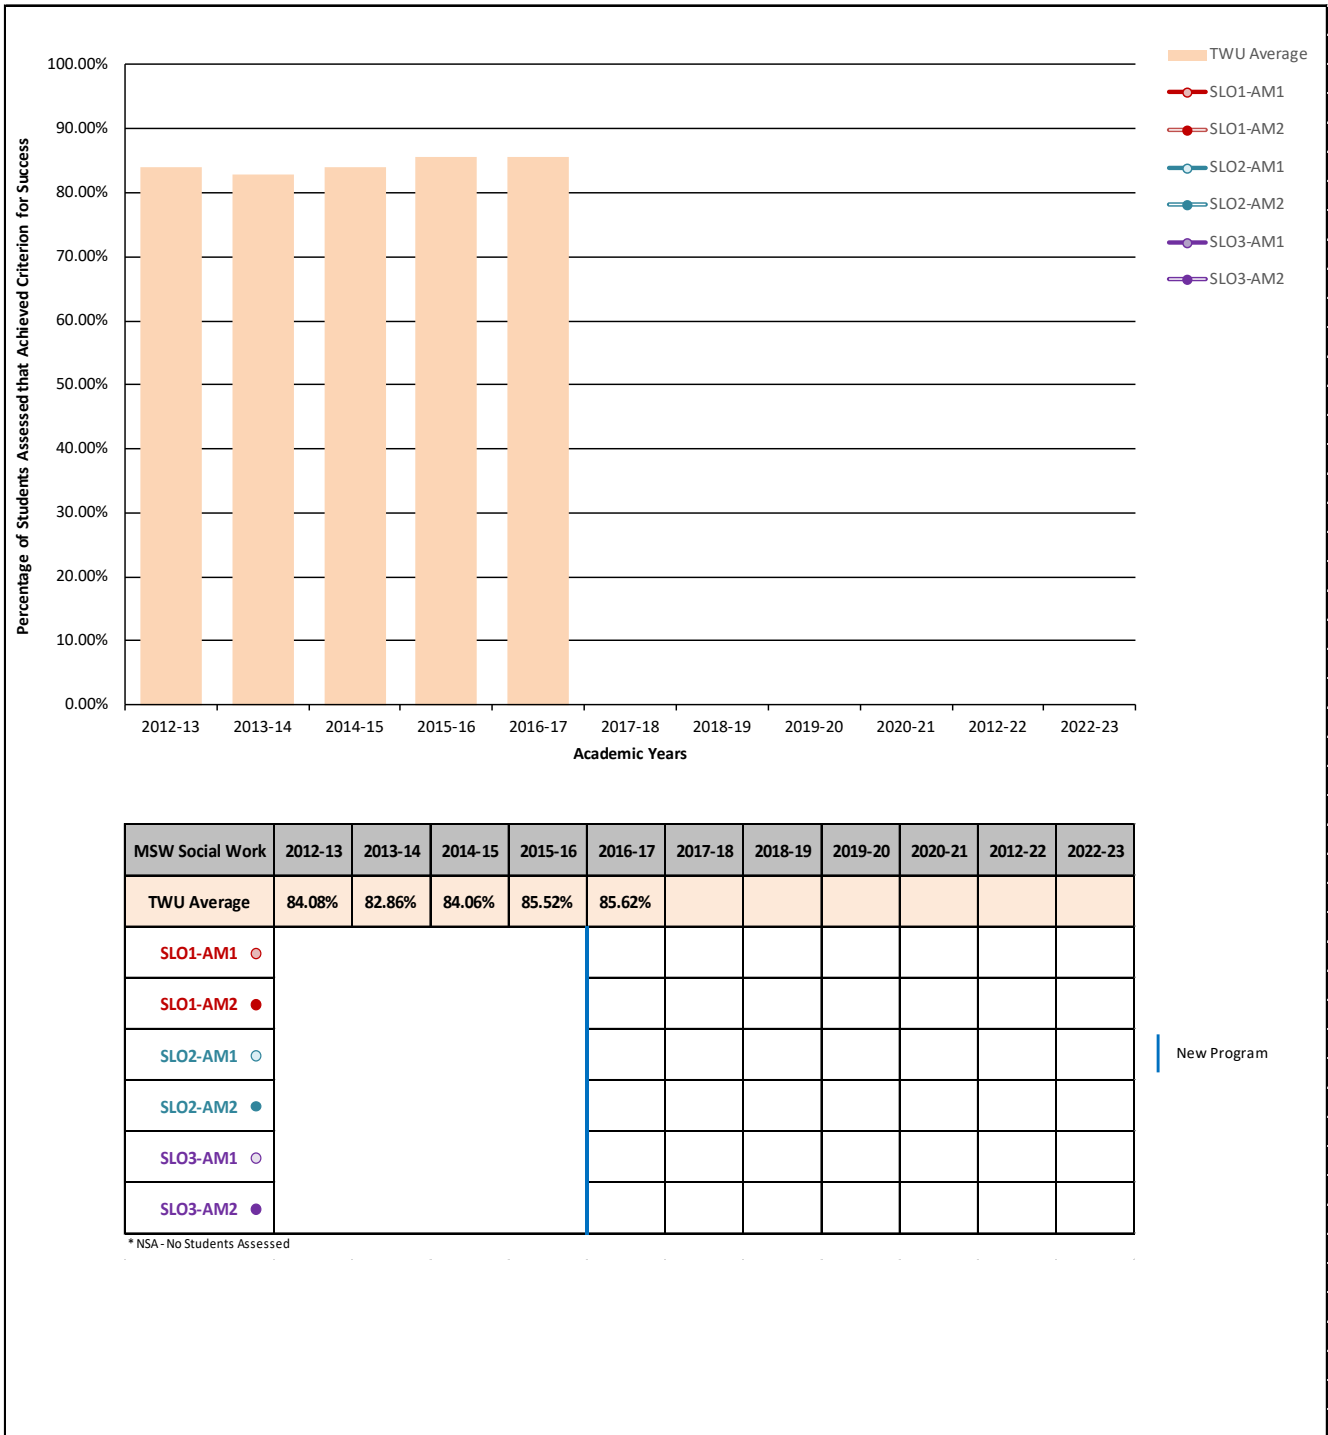 TWU Average
SLO1-AM1
SLO1-AM2
SLO2-AM1
SLO2-AM2
SLO3-AM1
SLO3-AM2
Percentage of Students Assessed that Achieved Criterion for Success
100.00%
90.00%
80.00%
70.00%
60.00%
50.00%
40.00%
30.00%
20.00%
10.00%
0.00%
2012-13 2013-14 2014-15 2015-16 2016-17 2017-18 2018-19 2019-20 2020-21 2012-22 2022-23
Academic Years
MSW Social Work 2012-13 2013-14 2014-15 2015-16 2016-17 2017-18 2018-19 2019-20 2020-21 2012-22 2022-23
TWU Average 84.08% 82.86% 84.06% 85.52% 85.62%
SLO1-AM1
SLO1-AM2
SLO2-AM1
SLO2-AM2
SLO3-AM1
SLO3-AM2
New Program
* NSA - No Students Assessed